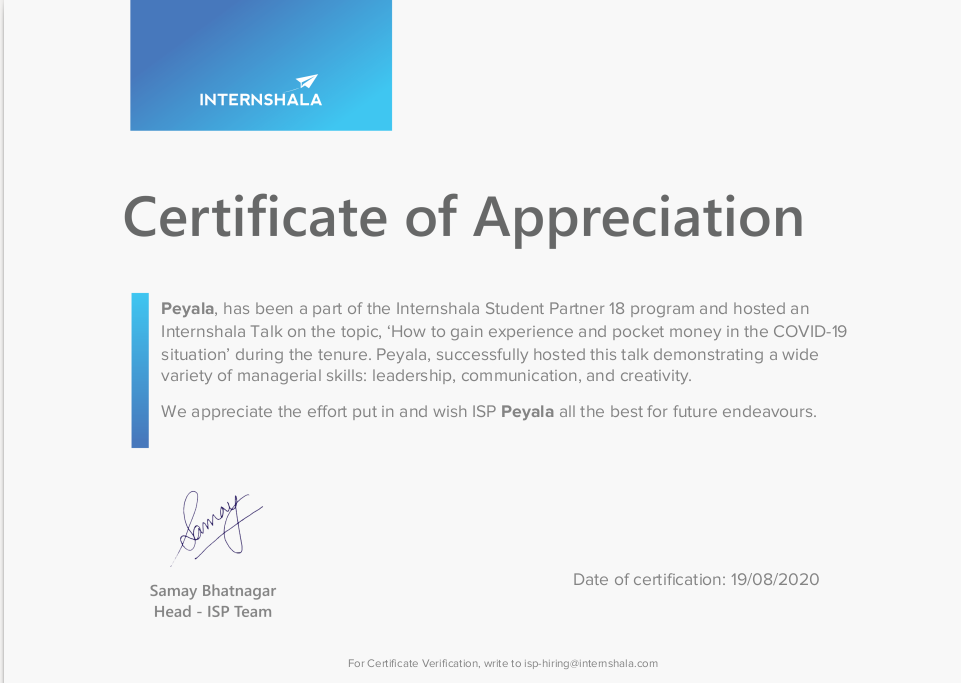 INTERNSHALA
Certificate of Appreciation
Peyala, has been a part of the Internshala Student Partner 18 program and hosted an
Internshala Talk on the topic, ‘How to gain experience and pocket money in the COVID-19
situation’ during the tenure. Peyala, successfully hosted this talk demonstrating a wide
variety of managerial skills: leadership, communication, and creativity.
We appreciate the effort put in and wish ISP Peyala all the best for future endeavours.
Samay
Samay Bhatnagar
Head - ISP Team
Date of certification: 19/08/2020
For Certificate Verification, write to isp-hiring@internshala.com